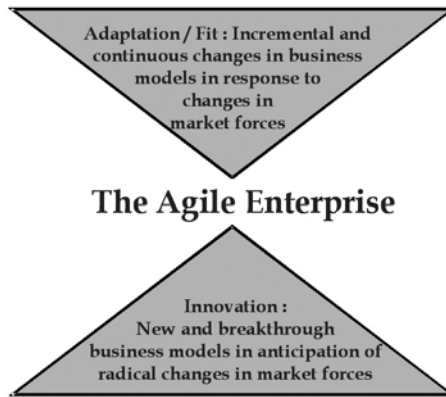 Adaptation / Fit : Incremental and
continuous changes in business
models in response to
changes in
market forces
The Agile Enterprise
Innovation :
New and breakthrough
business models in anticipation of
radical changes in market forces